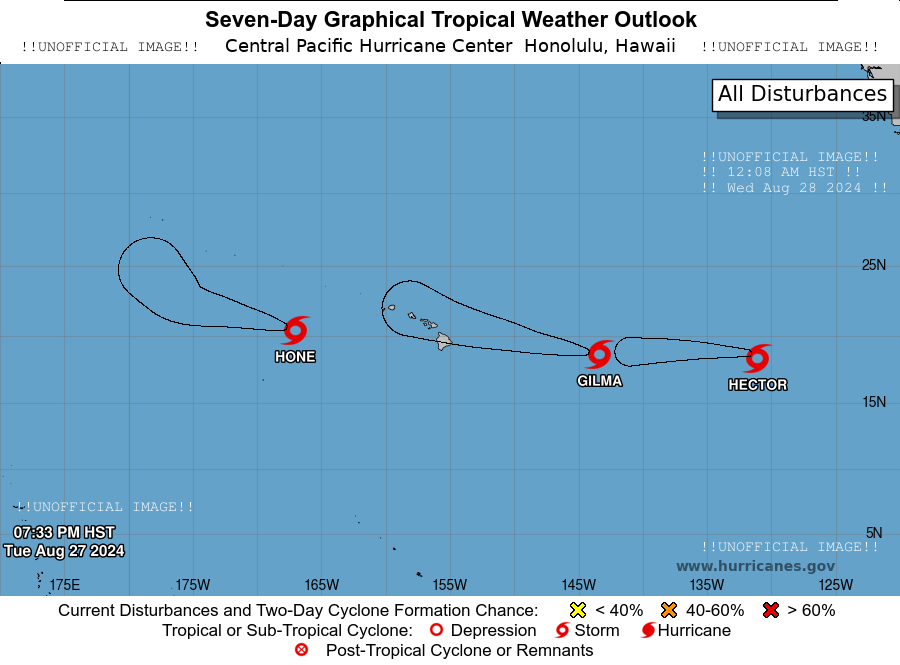 Seven-Day Graphical Tropical Weather Outlook
!!UNOFFICIAL IMAGE!! Central Pacific Hurricane Center Honolulu, Hawaii !!UNOFFICIAL IMAGE!!
All Disturbances
35N
!!UNOFFICIAL IMAGE!!
!! 12:08 AM HST !!
!! Wed Aug 28 2024 !!
25N
HONE
GILMA
HECTOR
15N
!!UNOFFICIAL IMAGE!!
07:33 PM HST
Tue Aug 27 2024
5N
!!UNOFFICIAL IMAGE!!
www.hurricanes.gov
175E 175W 165W 155W 145W 135W 125W
Current Disturbances and Two-Day Cyclone Formation Chance: < 40% 40-60% > 60%
Tropical or Sub-Tropical Cyclone: Depression Storm Hurricane
Post-Tropical Cyclone or Remnants